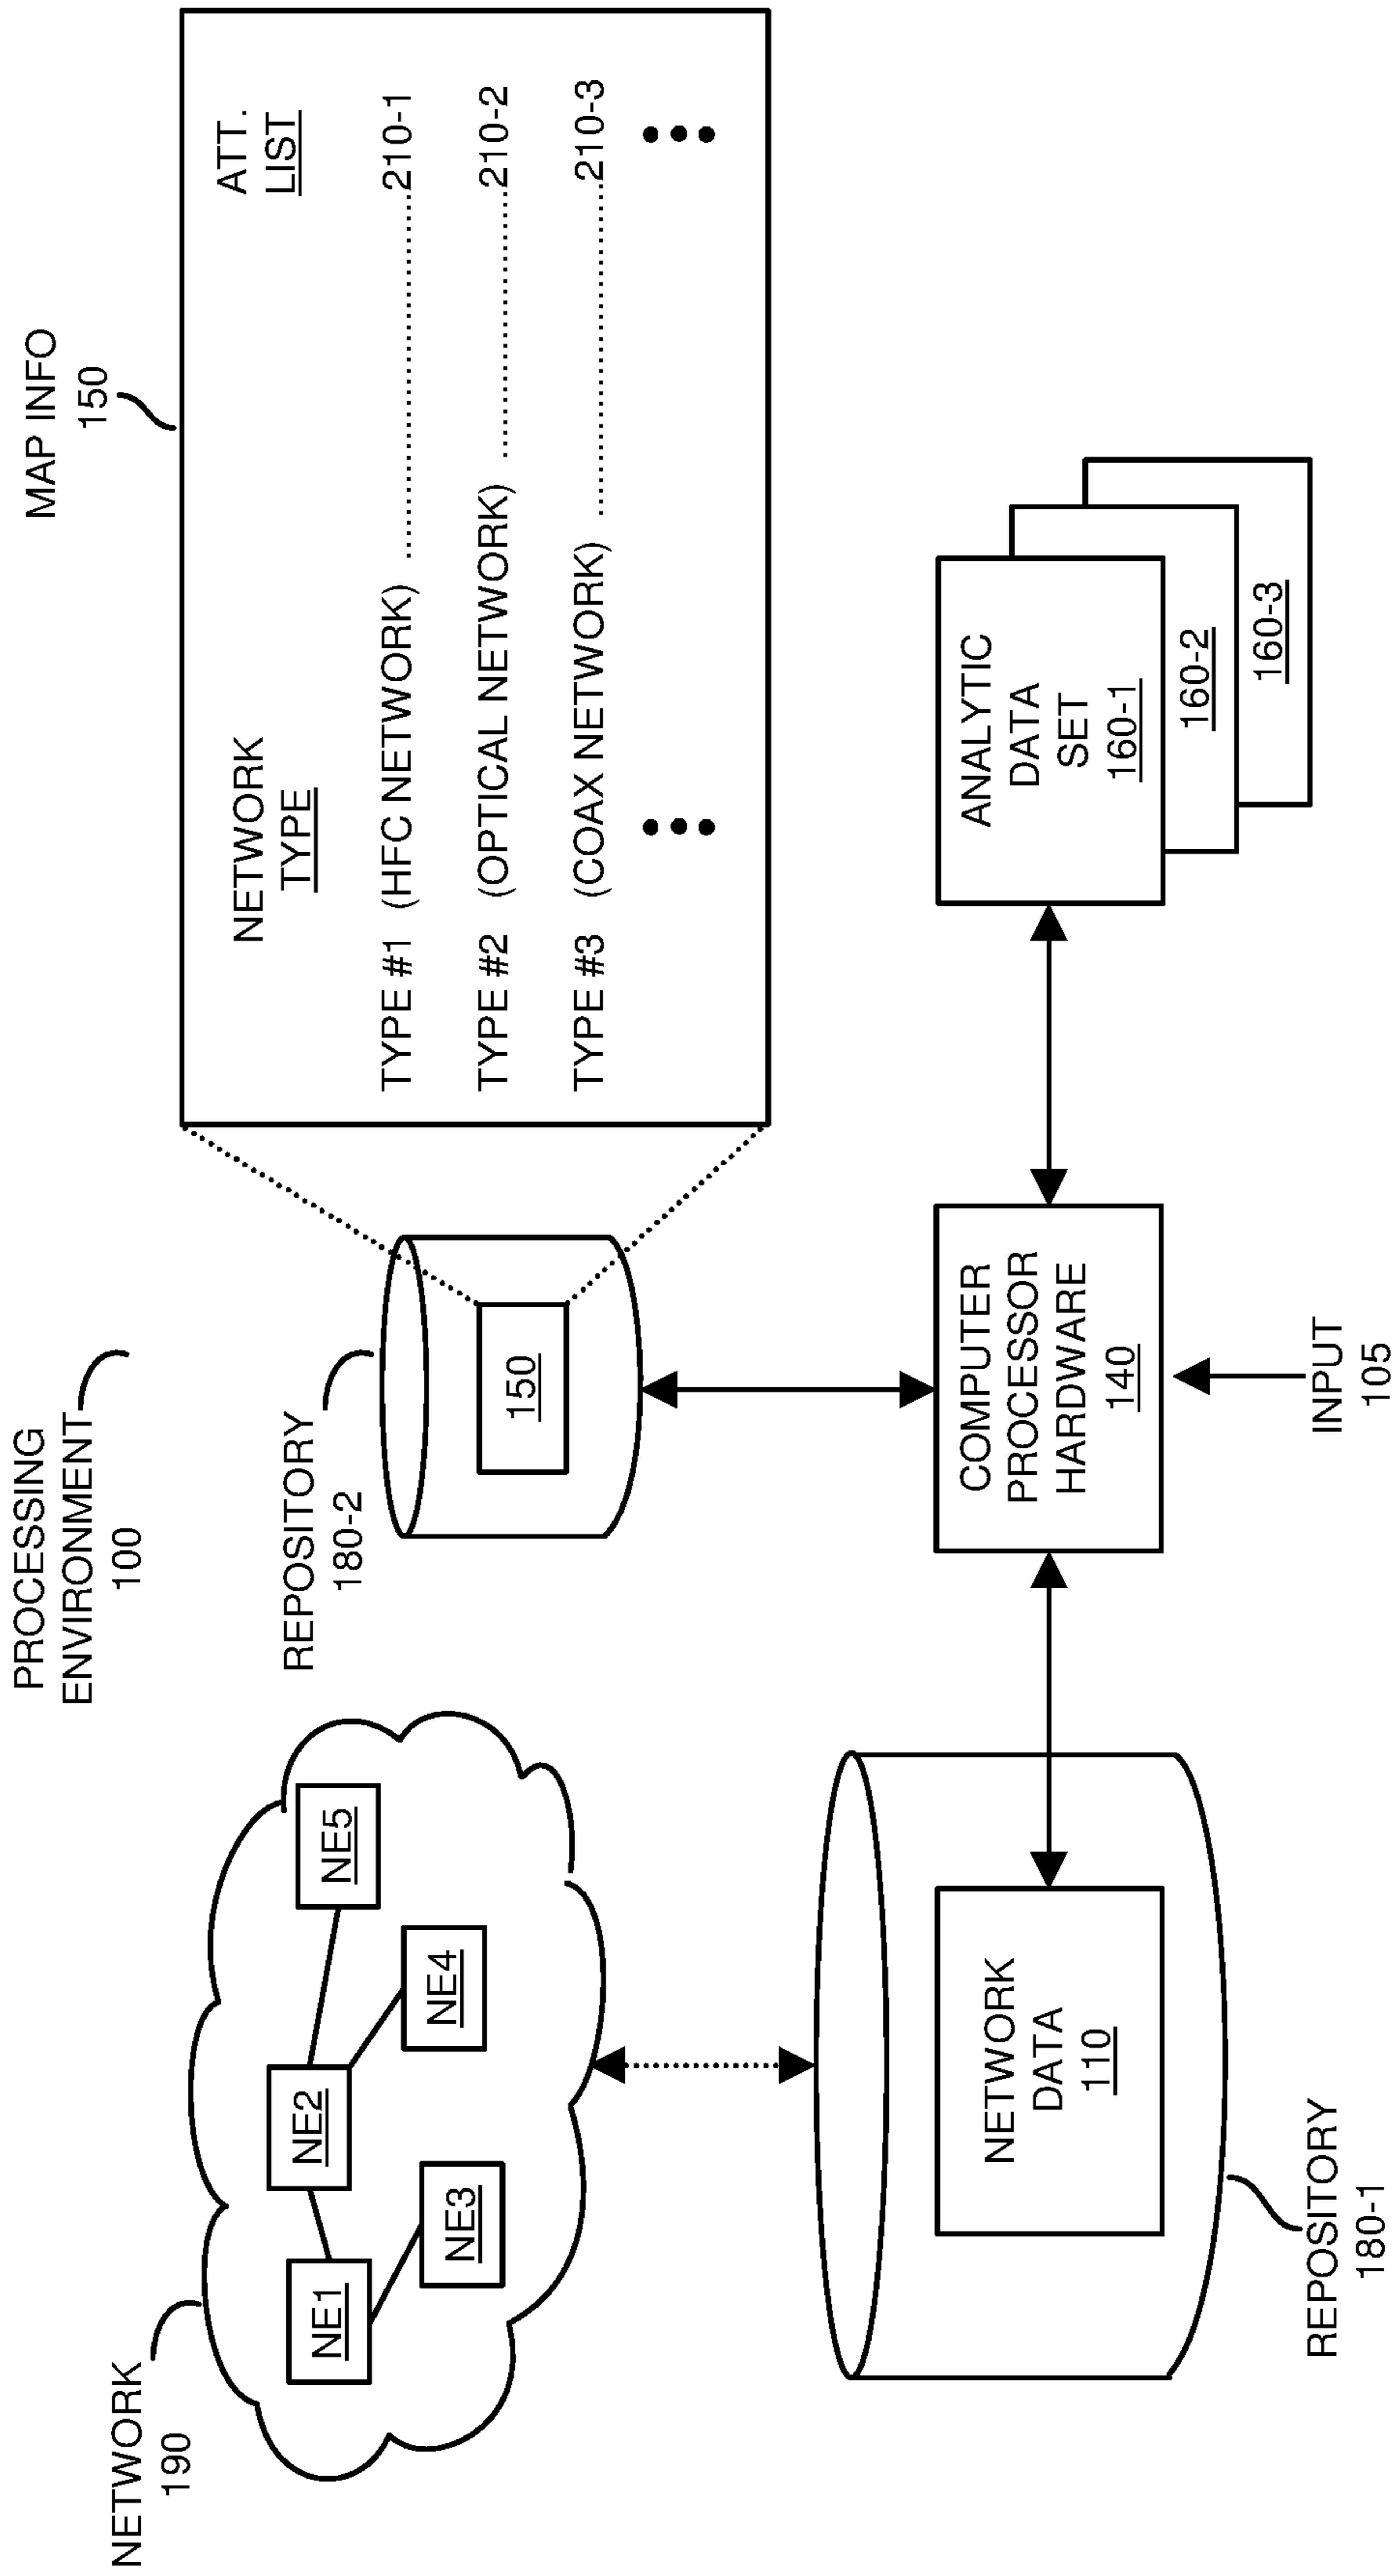 PROCESSING
ENVIRONMENT
100
MAP INFO
150
NETWORK
190
NE1
NE2
NE3
NE4
NE5
REPOSITORY
180-2
150
NETWORK
TYPE
ATT.
LIST
TYPE #1 (HFC NETWORK) ........................ 210-1
TYPE #2 (OPTICAL NETWORK) ........................ 210-2
TYPE #3 (COAX NETWORK) ........................ 210-3
NETWORK
DATA
110
REPOSITORY
180-1
COMPUTER
PROCESSOR
HARDWARE
140
INPUT
105
ANALYTIC
DATA
SET
160-1
160-2
160-3